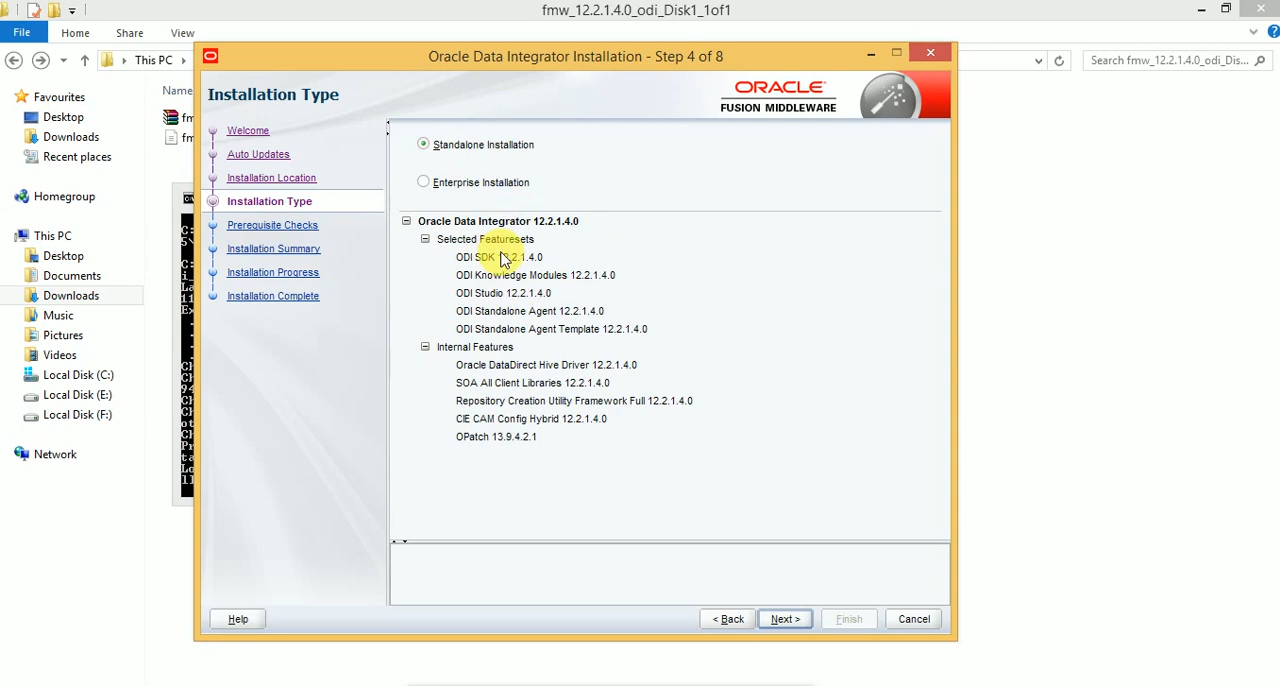 fmw_12.2.1.4.0_odi_Disk1_1of1
File Home Share View
This PC
Search fmw_12.2.1.4.0_odi_Dis...
Favourites
Desktop
Downloads
Recent places
Homegroup
This PC
Desktop
Documents
Downloads
Music
Pictures
Videos
Local Disk (C:)
Local Disk (E:)
Local Disk (F:)
Network
Name
Oracle Data Integrator Installation - Step 4 of 8
Installation Type
ORACLE
FUSION MIDDLEWARE
Welcome
Auto Updates
Installation Location
Installation Type
Prerequisite Checks
Installation Summary
Installation Progress
Installation Complete
Standalone Installation
Enterprise Installation
Oracle Data Integrator 12.2.1.4.0
Selected Featuresets
ODI SDK 12.2.1.4.0
ODI Knowledge Modules 12.2.1.4.0
ODI Studio 12.2.1.4.0
ODI Standalone Agent 12.2.1.4.0
ODI Standalone Agent Template 12.2.1.4.0
Internal Features
Oracle DataDirect Hive Driver 12.2.1.4.0
SOA All Client Libraries 12.2.1.4.0
Repository Creation Utility Framework Full 12.2.1.4.0
CIE CAM Config Hybrid 12.2.1.4.0
OPatch 13.9.4.2.1
Help < Back Next > Finish Cancel